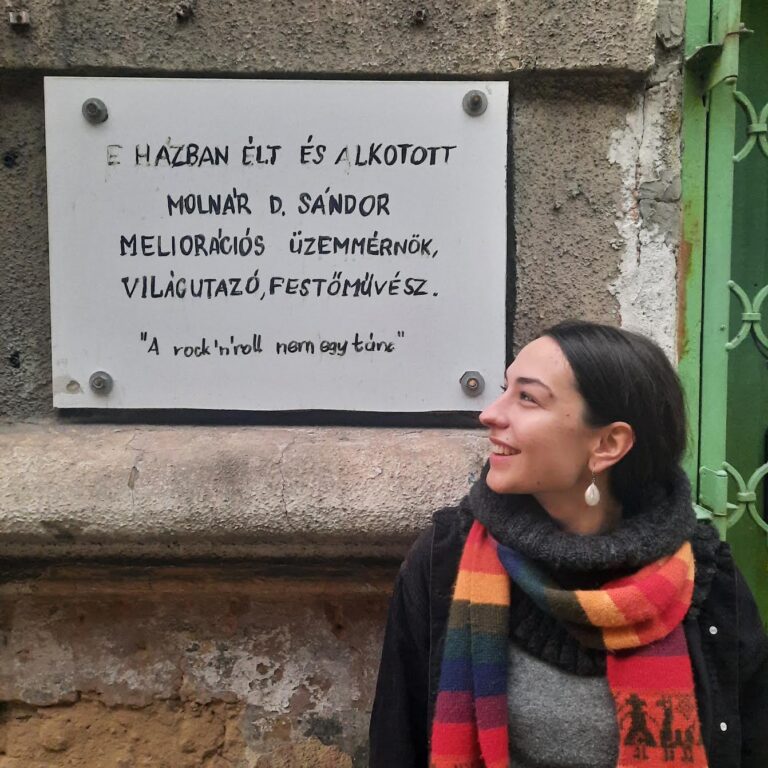 E HÁZBAN ÉLT ÉS ALKOTOTT
MOLNÁR D. SÁNDOR
MELIORÁCIÓS ÜZEMMÉRNÖK,
VILÁGUTAZÓ, FESTŐMŰVÉSZ.
"A rock'n'roll nem egy tánc"